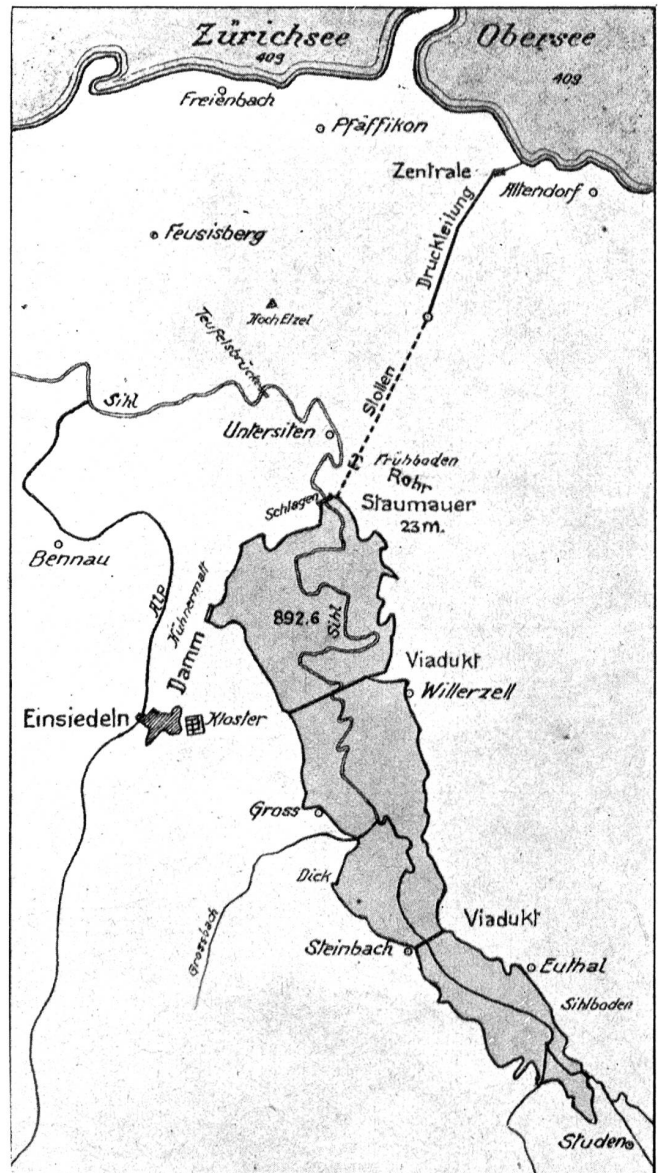 Zürichsee
409
Obersee
409
Freienbach
Pfäffikon
Zentrale
Altendorf
Druckleitung
Feusisberg
Hoch Etzel
Teufelsbrücke
Stollen
Sihl
Untersiten
Frühboden
Rohr
Schlagen
Staumauer
23 m.
Bennau
Alp
Hühnermatt
Damm
892.6
Sihl
Viadukt
Willerzell
Einsiedeln
Kloster
Gross
Dick
Grossbach
Viadukt
Steinbach
Euthal
Sihlboden
Studen